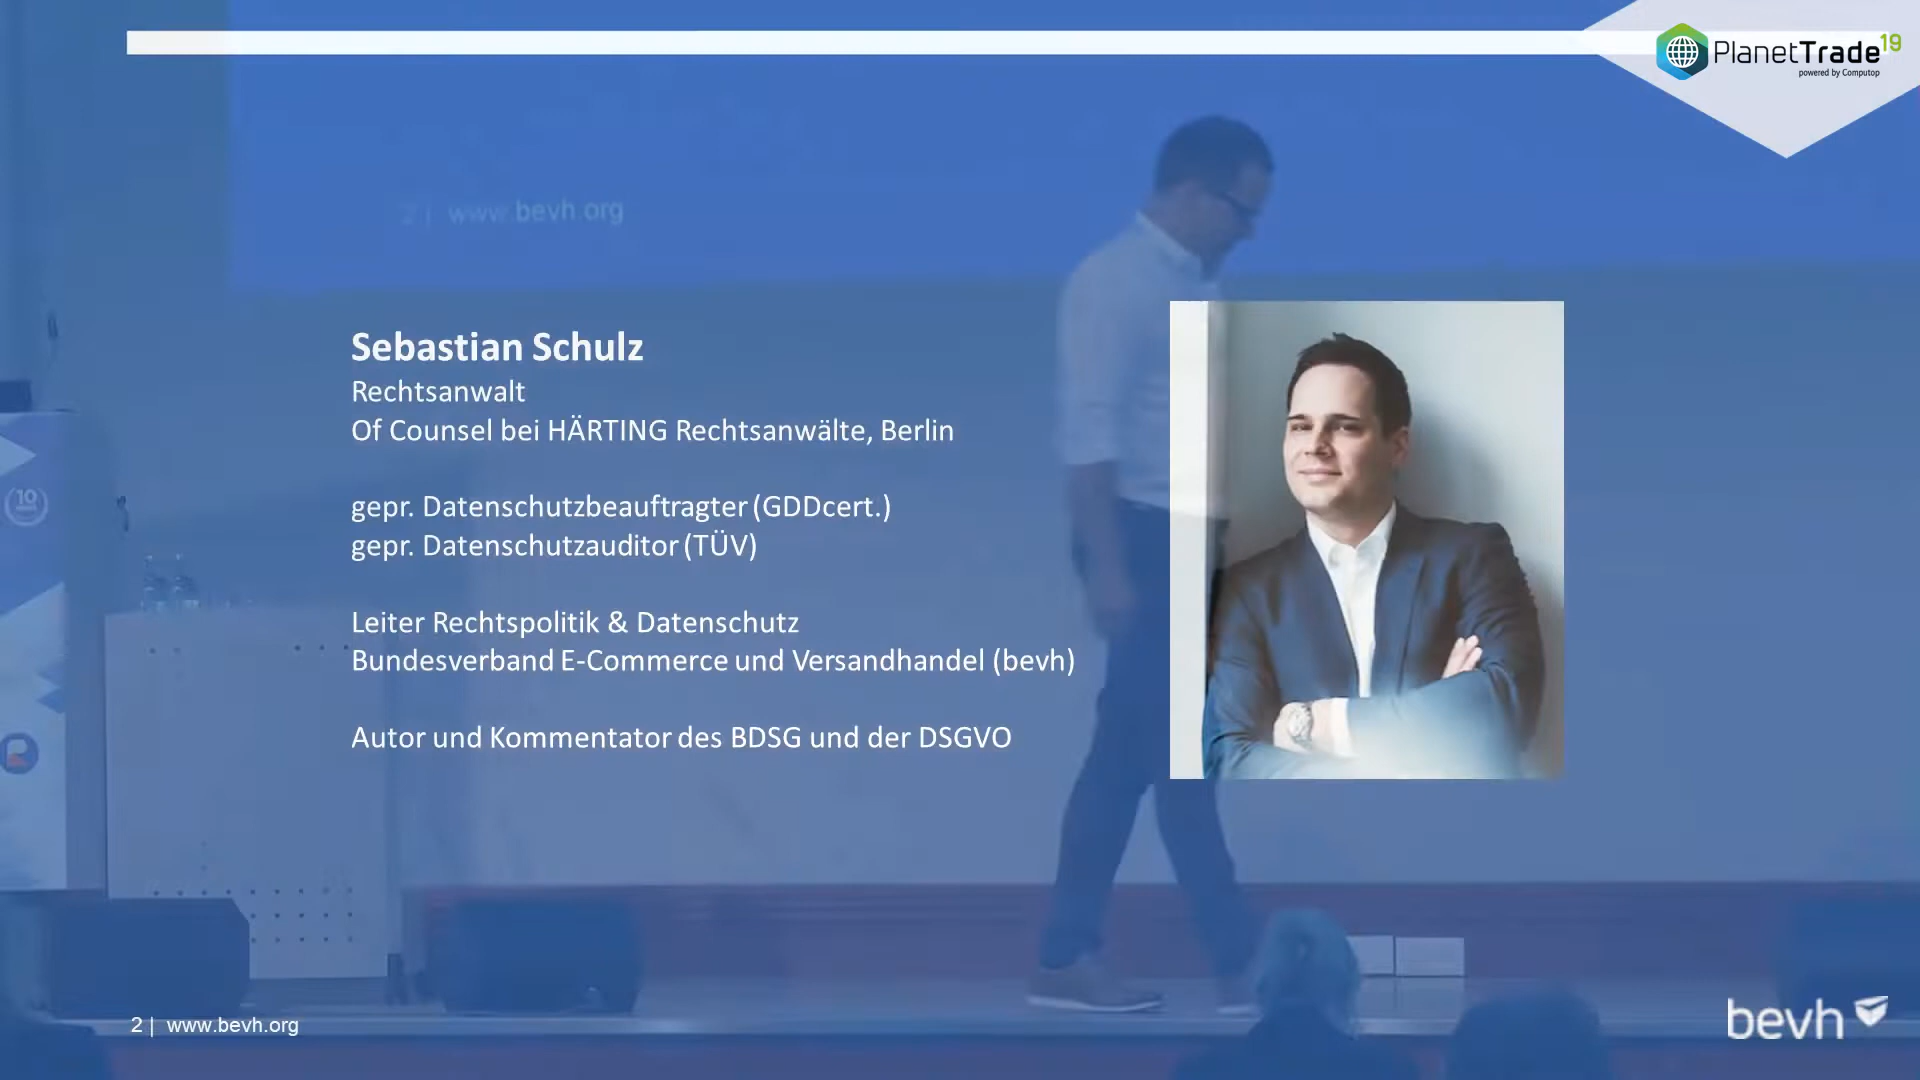 PlanetTrade19
powered by Computop
2 | www.bevh.org
Sebastian Schulz
Rechtsanwalt
Of Counsel bei HÄRTING Rechtsanwälte, Berlin
gepr. Datenschutzbeauftragter (GDDcert.)
gepr. Datenschutzauditor (TÜV)
Leiter Rechtspolitik & Datenschutz
Bundesverband E-Commerce und Versandhandel (bevh)
Autor und Kommentator des BDSG und der DSGVO
10
R
2 | www.bevh.org
bevh